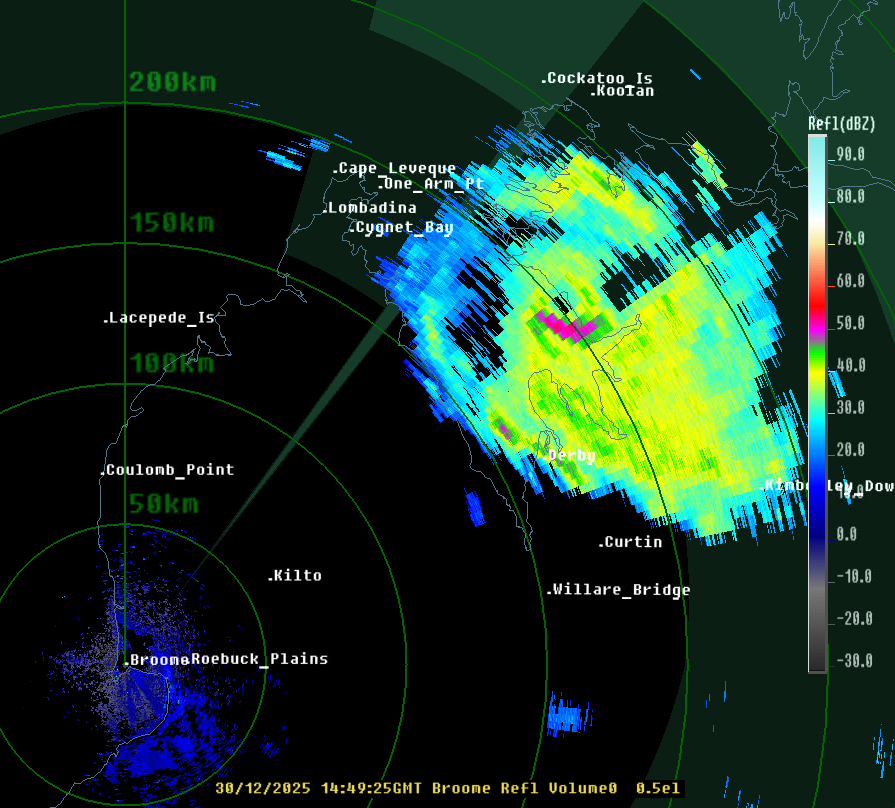 .Cockatoo_Is
.Koolan
200km
Refl(dBZ)
90.0
.Cape_Leveque
.One_Arm_Pt
80.0
.Lombadina
150km
.Cygnet_Bay
70.0
60.0
.Lacepede_Is
50.0
100km
40.0
30.0
20.0
.Derby
.Coulomb_Point
.Kimberley_Dow
10.0
50km
0.0
.Curtin
.Kilto
-10.0
.Willare_Bridge
-20.0
.Broome
.Roebuck_Plains
-30.0
30/12/2025 14:49:25GMT Broome Refl Volume0 0.5el